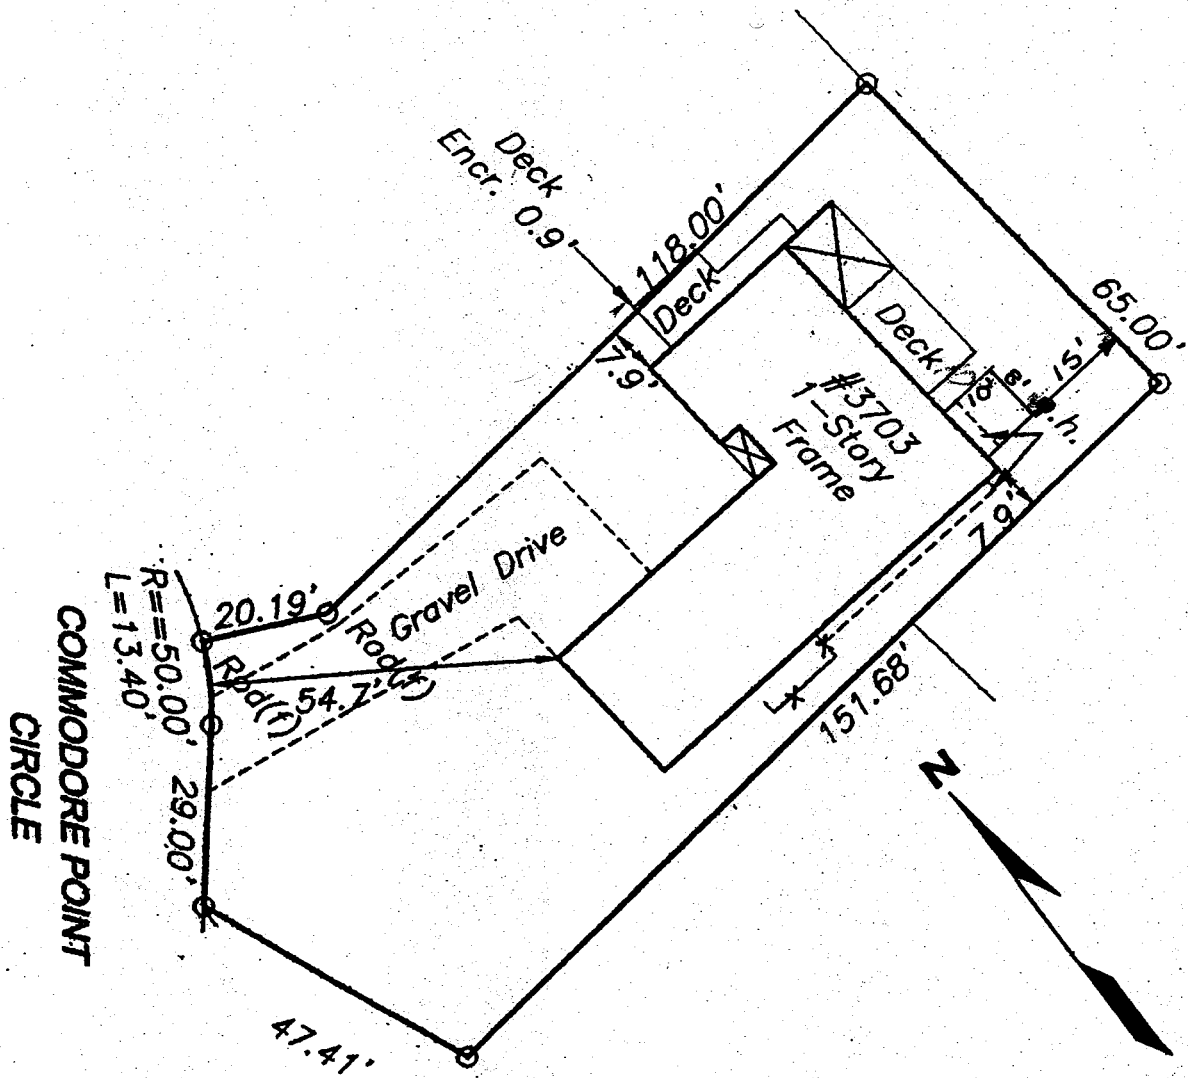 Deck
Encr. 0.9'
118.00'
Deck
65.00'
7.9'
Deck
15'
8'
10'
#3703
1-Story
Frame
7.9'
Gravel Drive
20.19'
Rod(f)
Rod(f)
54.7'
R==50.00'
L=13.40'
151.68'
N
29.00'
COMMODORE POINT
CIRCLE
47.41'